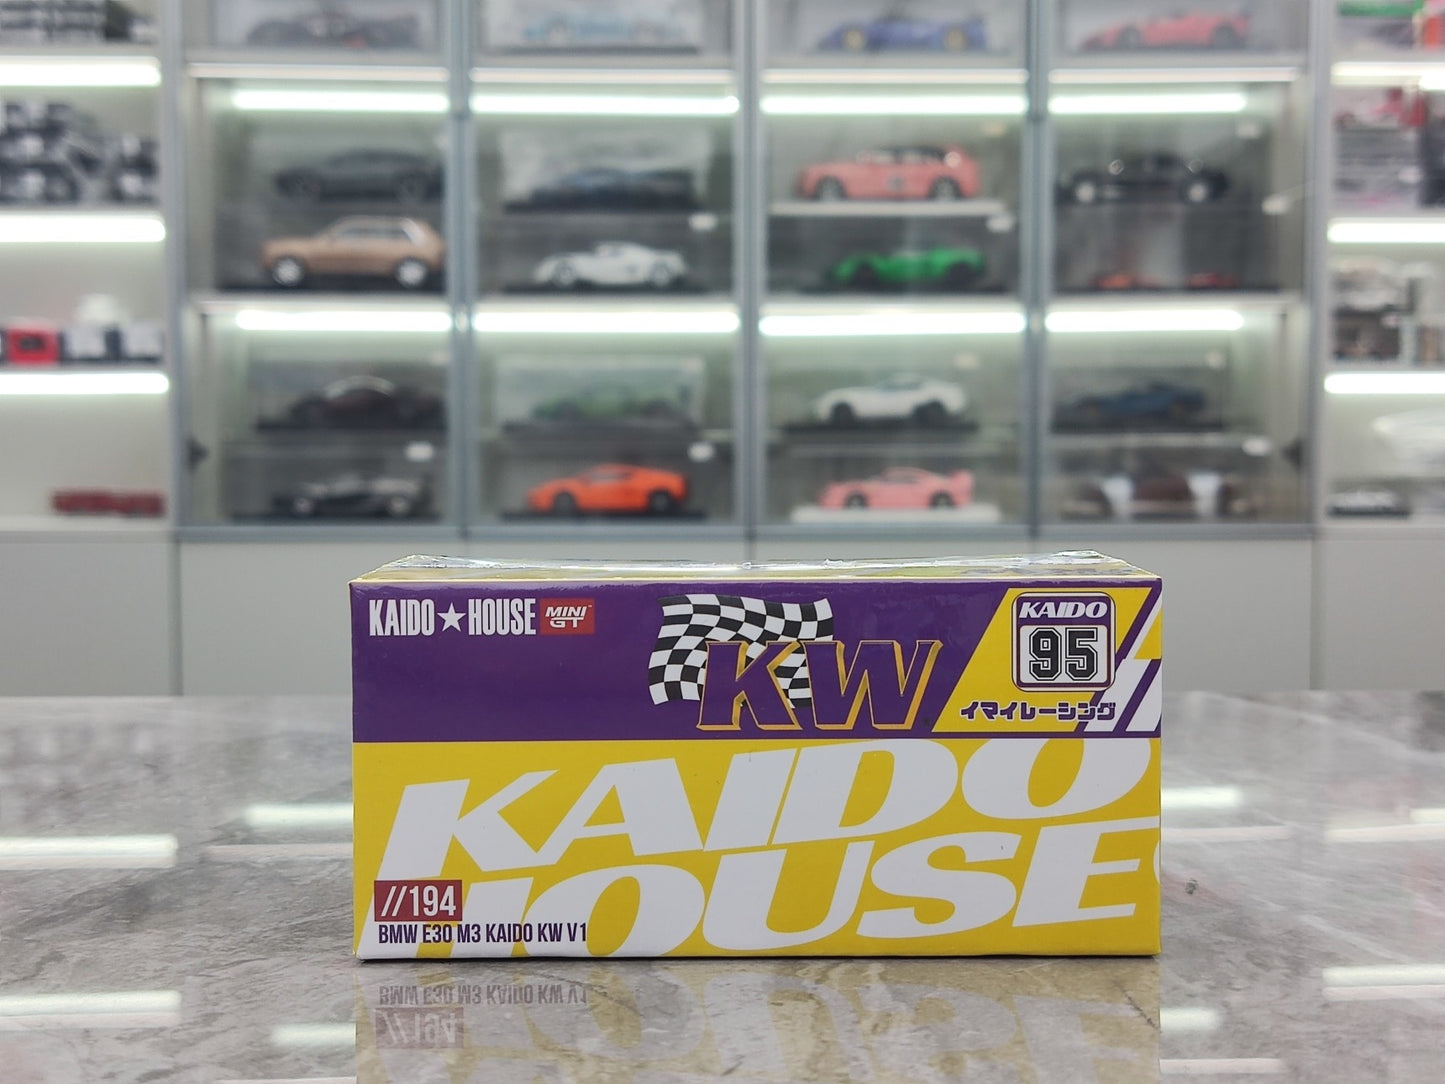 KAIDO★HOUSE MINI GT
KW
KAIDO
95
イマイレーシング
KAIDO
HOUSE
//194
BMW E30 M3 KAIDO KW V1